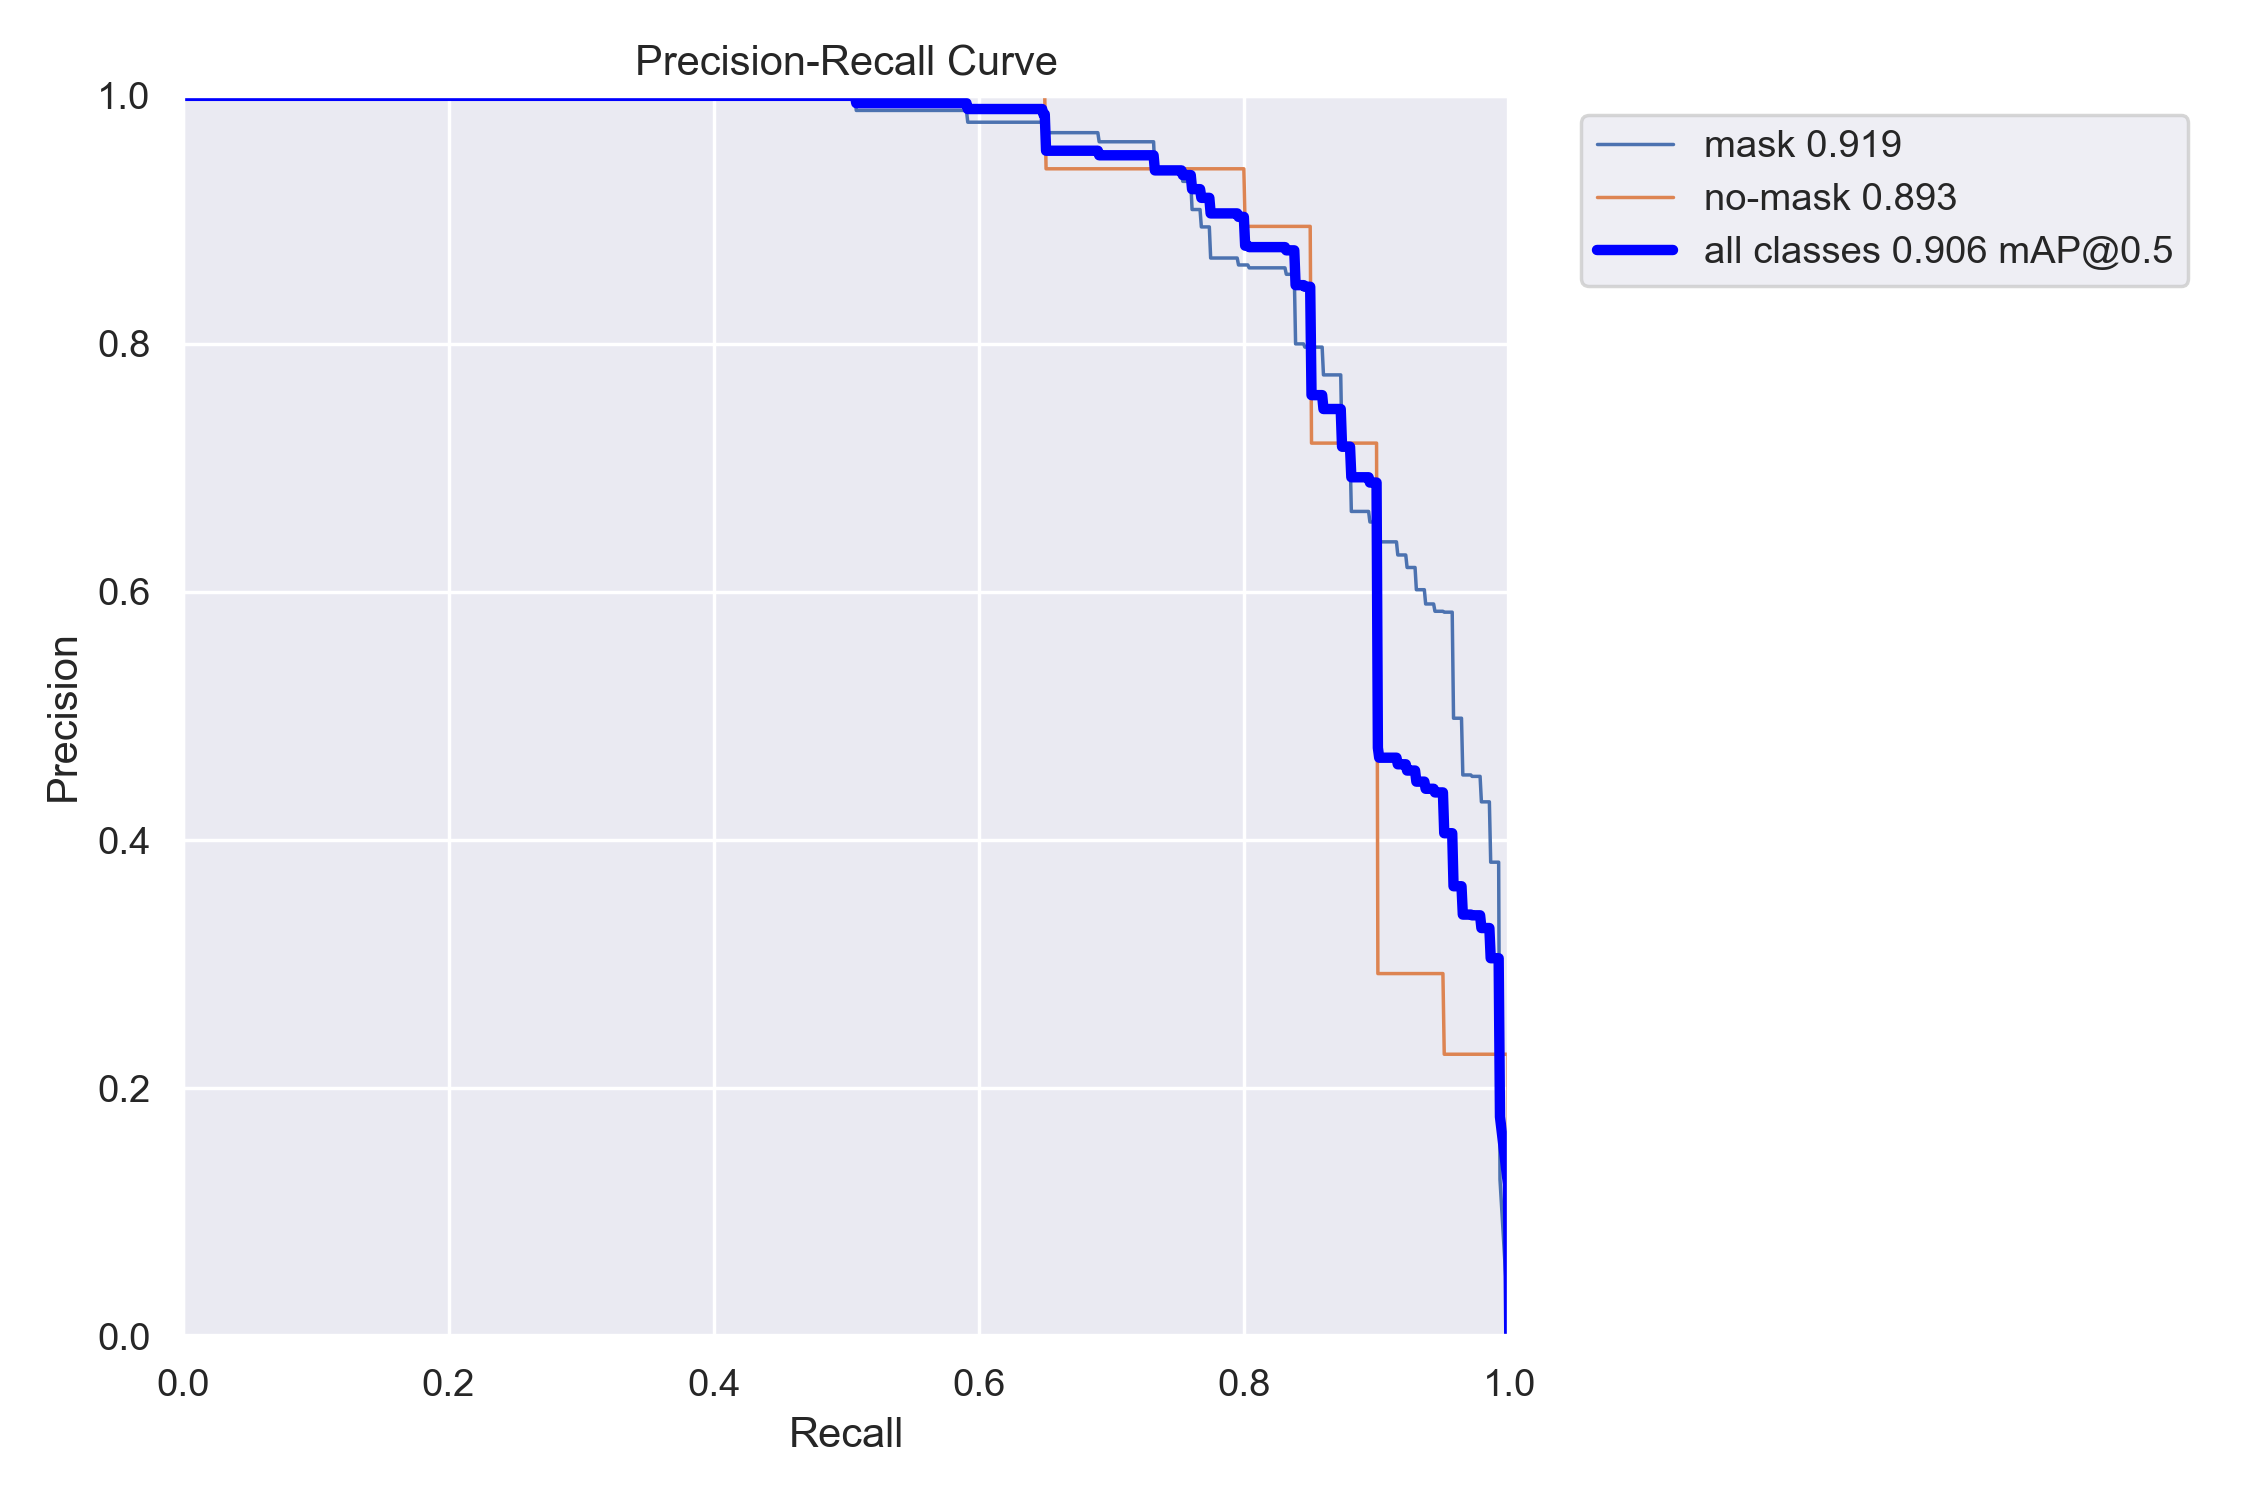 Precision-Recall Curve
1.0
0.8
0.6
0.4
0.2
0.0
Precision
0.0 0.2 0.4 0.6 0.8 1.0
Recall
mask 0.919
no-mask 0.893
all classes 0.906 mAP@0.5